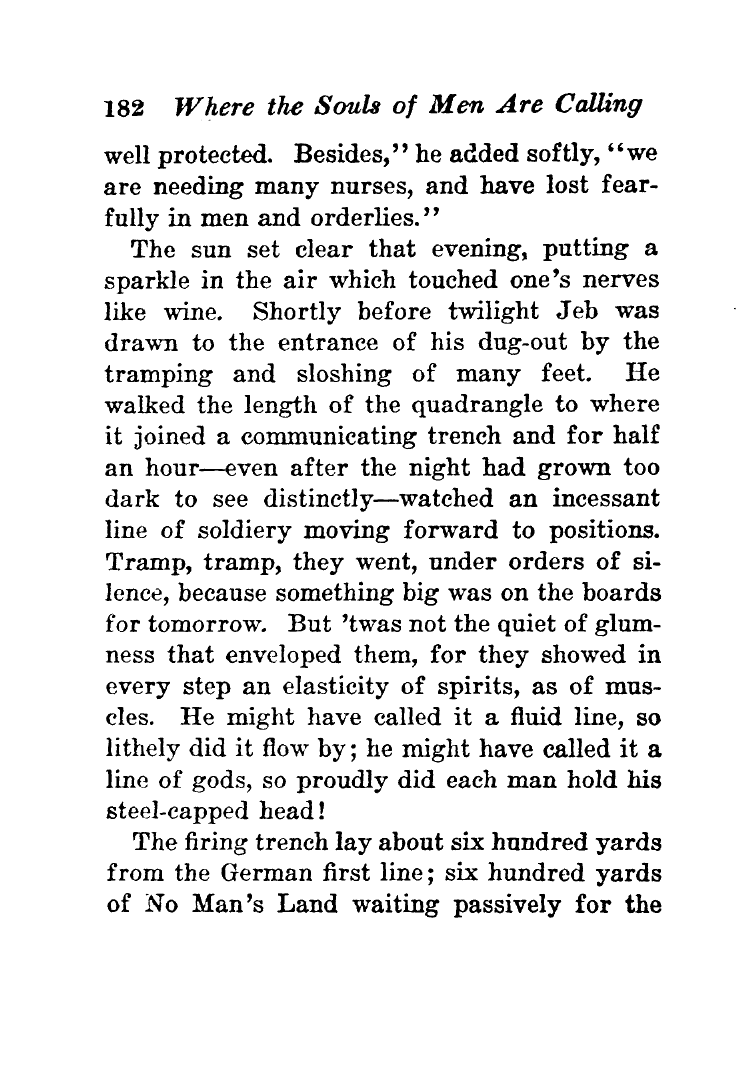 182 Where the Souls of Men Are Calling
well protected. Besides,” he added softly, “we
are needing many nurses, and have lost fear-
fully in men and orderlies.”
The sun set clear that evening, putting a
sparkle in the air which touched one’s nerves
like wine. Shortly before twilight Jeb was
drawn to the entrance of his dug-out by the
tramping and sloshing of many feet. He
walked the length of the quadrangle to where
it joined a communicating trench and for half
an hour—even after the night had grown too
dark to see distinctly—watched an incessant
line of soldiery moving forward to positions.
Tramp, tramp, they went, under orders of si-
lence, because something big was on the boards
for tomorrow. But ’twas not the quiet of glum-
ness that enveloped them, for they showed in
every step an elasticity of spirits, as of mus-
cles. He might have called it a fluid line, so
lithely did it flow by; he might have called it a
line of gods, so proudly did each man hold his
steel-capped head!
The firing trench lay about six hundred yards
from the German first line; six hundred yards
of No Man’s Land waiting passively for the